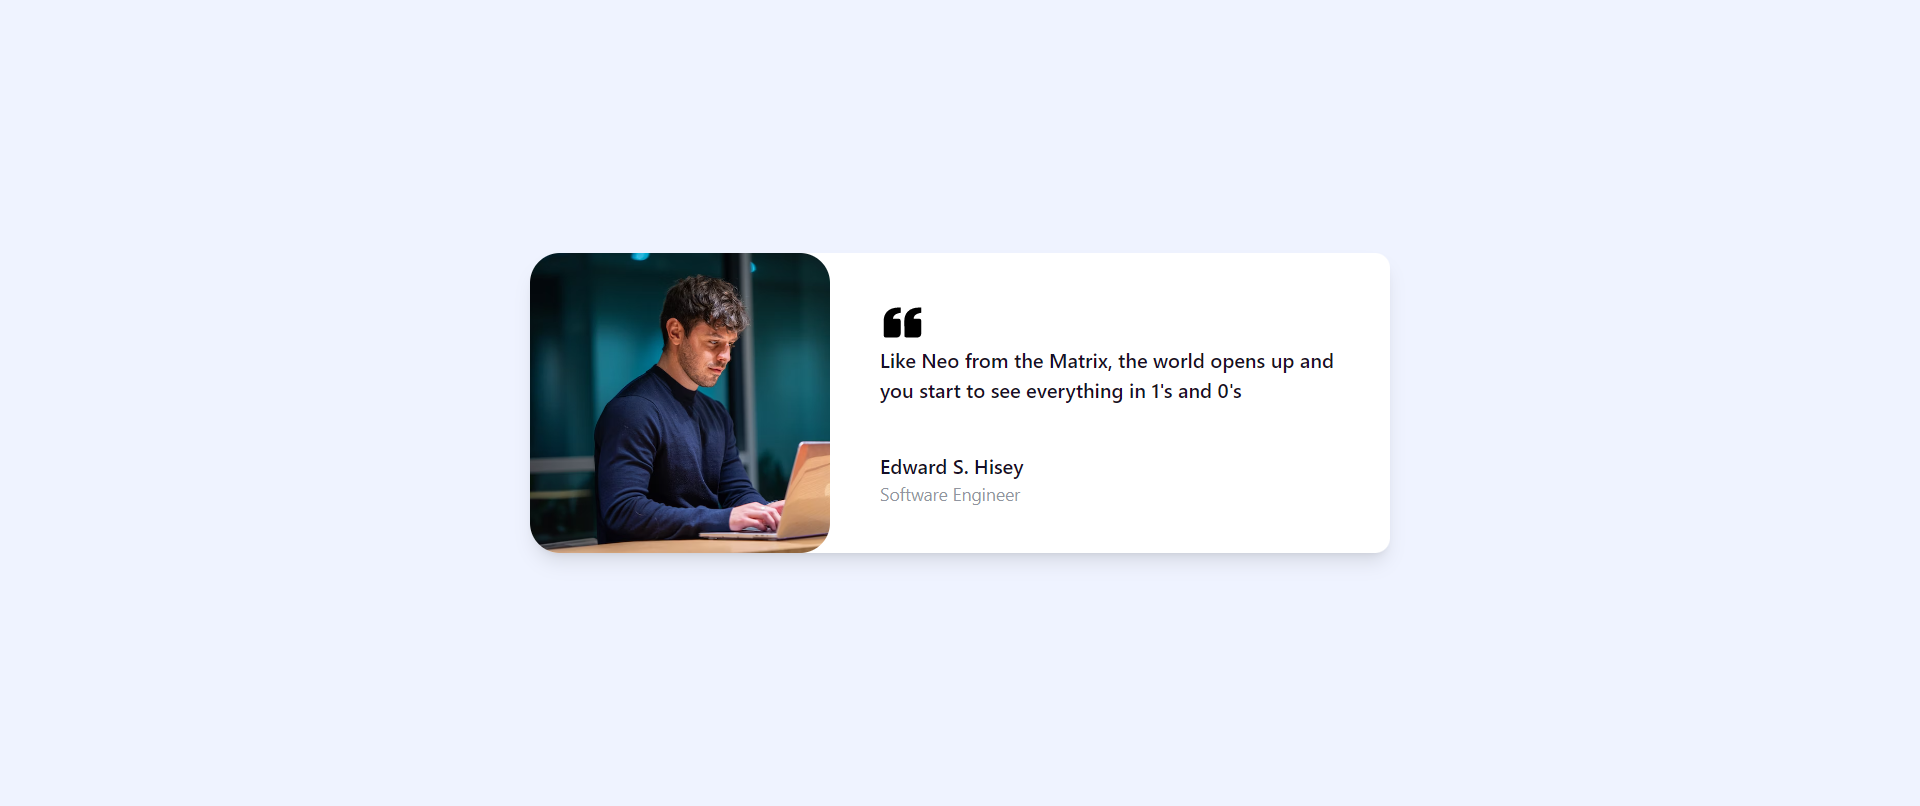 Like Neo from the Matrix, the world opens up and
you start to see everything in 1's and 0's
Edward S. Hisey
Software Engineer